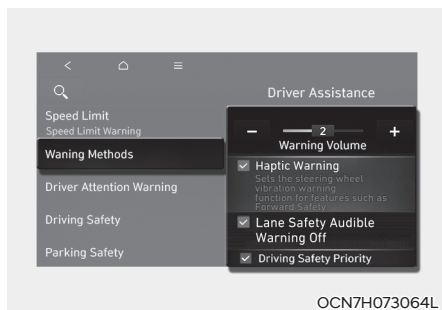 Driver Assistance
Speed Limit
Speed Limit Warning
Waning Methods
Driver Attention Warning
Driving Safety
Parking Safety
− 2 +
Warning Volume
Haptic Warning
Sets the steering wheel
vibration warning
function for features such as
Forward Safety
Lane Safety Audible
Warning Off
Driving Safety Priority
OCN7H073064L